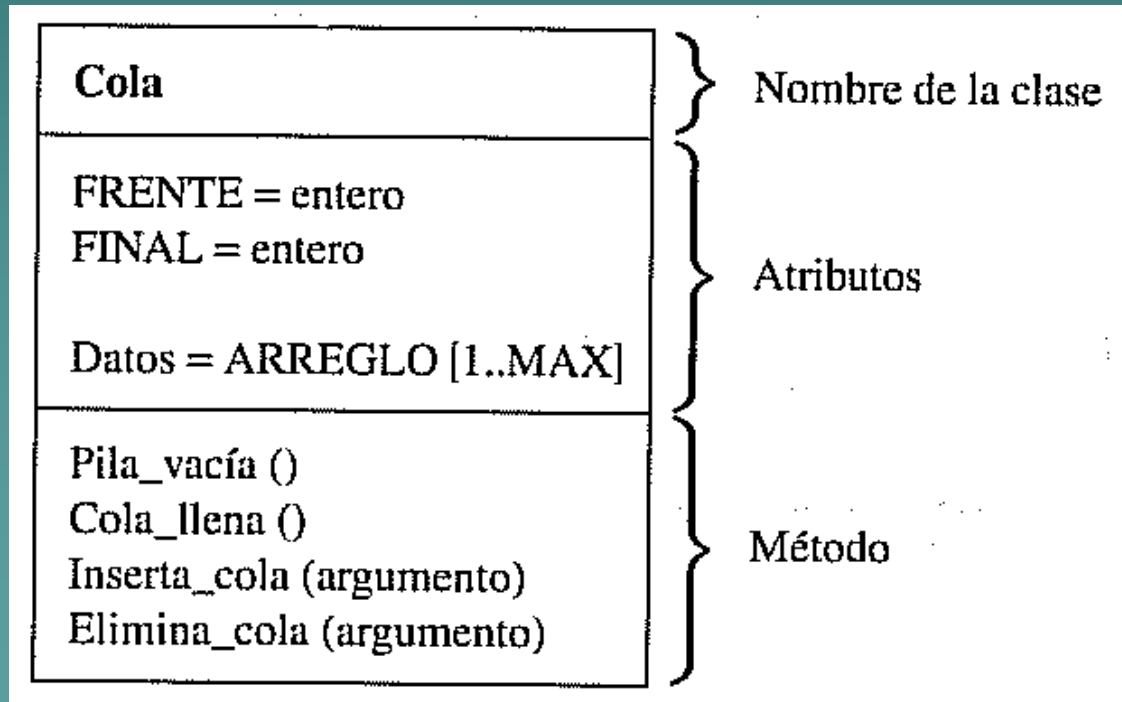 Cola
Nombre de la clase
FRENTE = entero
FINAL = entero
Datos = ARREGLO [1..MAX]
Atributos
Pila_vacía ()
Cola_llena ()
Inserta_cola (argumento)
Elimina_cola (argumento)
Método